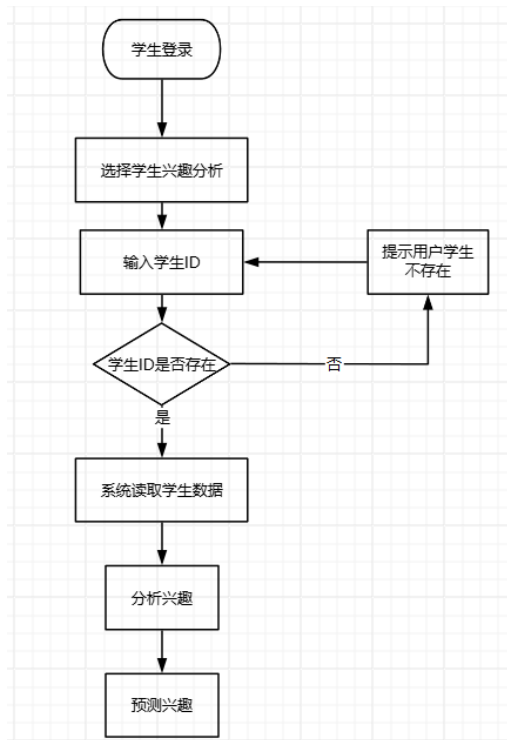 学生登录
选择学生兴趣分析
输入学生ID
提示用户学生
不存在
学生ID是否存在
否
是
系统读取学生数据
分析兴趣
预测兴趣